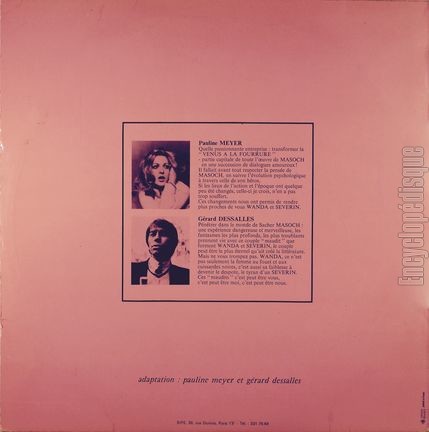 Pauline MEYER
Quelle passionnante entreprise : transformer la
"VENUS A LA FOURRURE"
- partie capitale de toute l'œuvre de MASOCH
en une succession de dialogues amoureux !
Il fallait avant tout respecter la pensée de
MASOCH, en suivre l'évolution psychologique
à travers celle de son héros.
Si les lieux de l'action et l'époque ont quelque
peu été changés, celle-ci je crois, n'en a pas
trop souffert.
Ces changements nous ont permis de rendre
plus proches de vous WANDA et SEVERIN.
Gérard DESSALLES
Pénétrer dans le monde de Sacher MASOCH :
une expérience dangereuse et merveilleuse, les
fantasmes les plus profonds, les plus troublants
prennent vie avec ce couple "maudit" que
forment WANDA et SEVERIN, le couple
peut être le plus éternel qu'ait créé la littérature.
Mais ne vous trompez pas, WANDA, ce n'est
pas seulement la femme au fouet et aux
cuissardes noires, c'est aussi ta faiblesse à
devenir le despote, le tyran d'un SEVERIN.
Ces "maudits" c'est peut être vous,
c'est peut être moi, c'est peut être nous.
adaptation : pauline meyer et gérard dessalles
Encyclopédisque